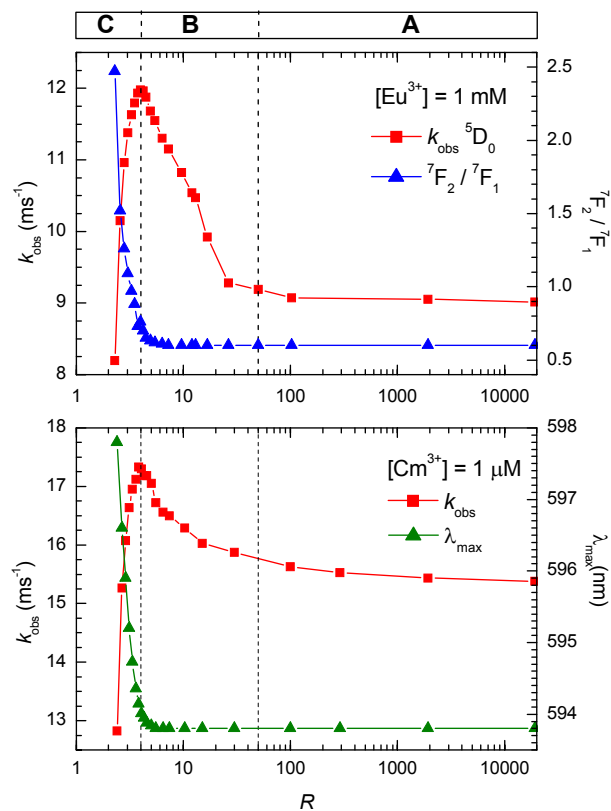 C B A
12
11
10
9
8
k_obs (ms⁻¹)
[Eu³⁺] = 1 mM
k_obs ⁵D₀
⁷F₂ / ⁷F₁
2.5
2.0
1.5
1.0
0.5
⁷F₂ / ⁷F₁
1 10 100 1000 10000
18
17
16
15
14
13
k_obs (ms⁻¹)
[Cm³⁺] = 1 μM
k_obs
λ_max
598
597
596
595
594
λ_max(nm)
1 10 100 1000 10000
R